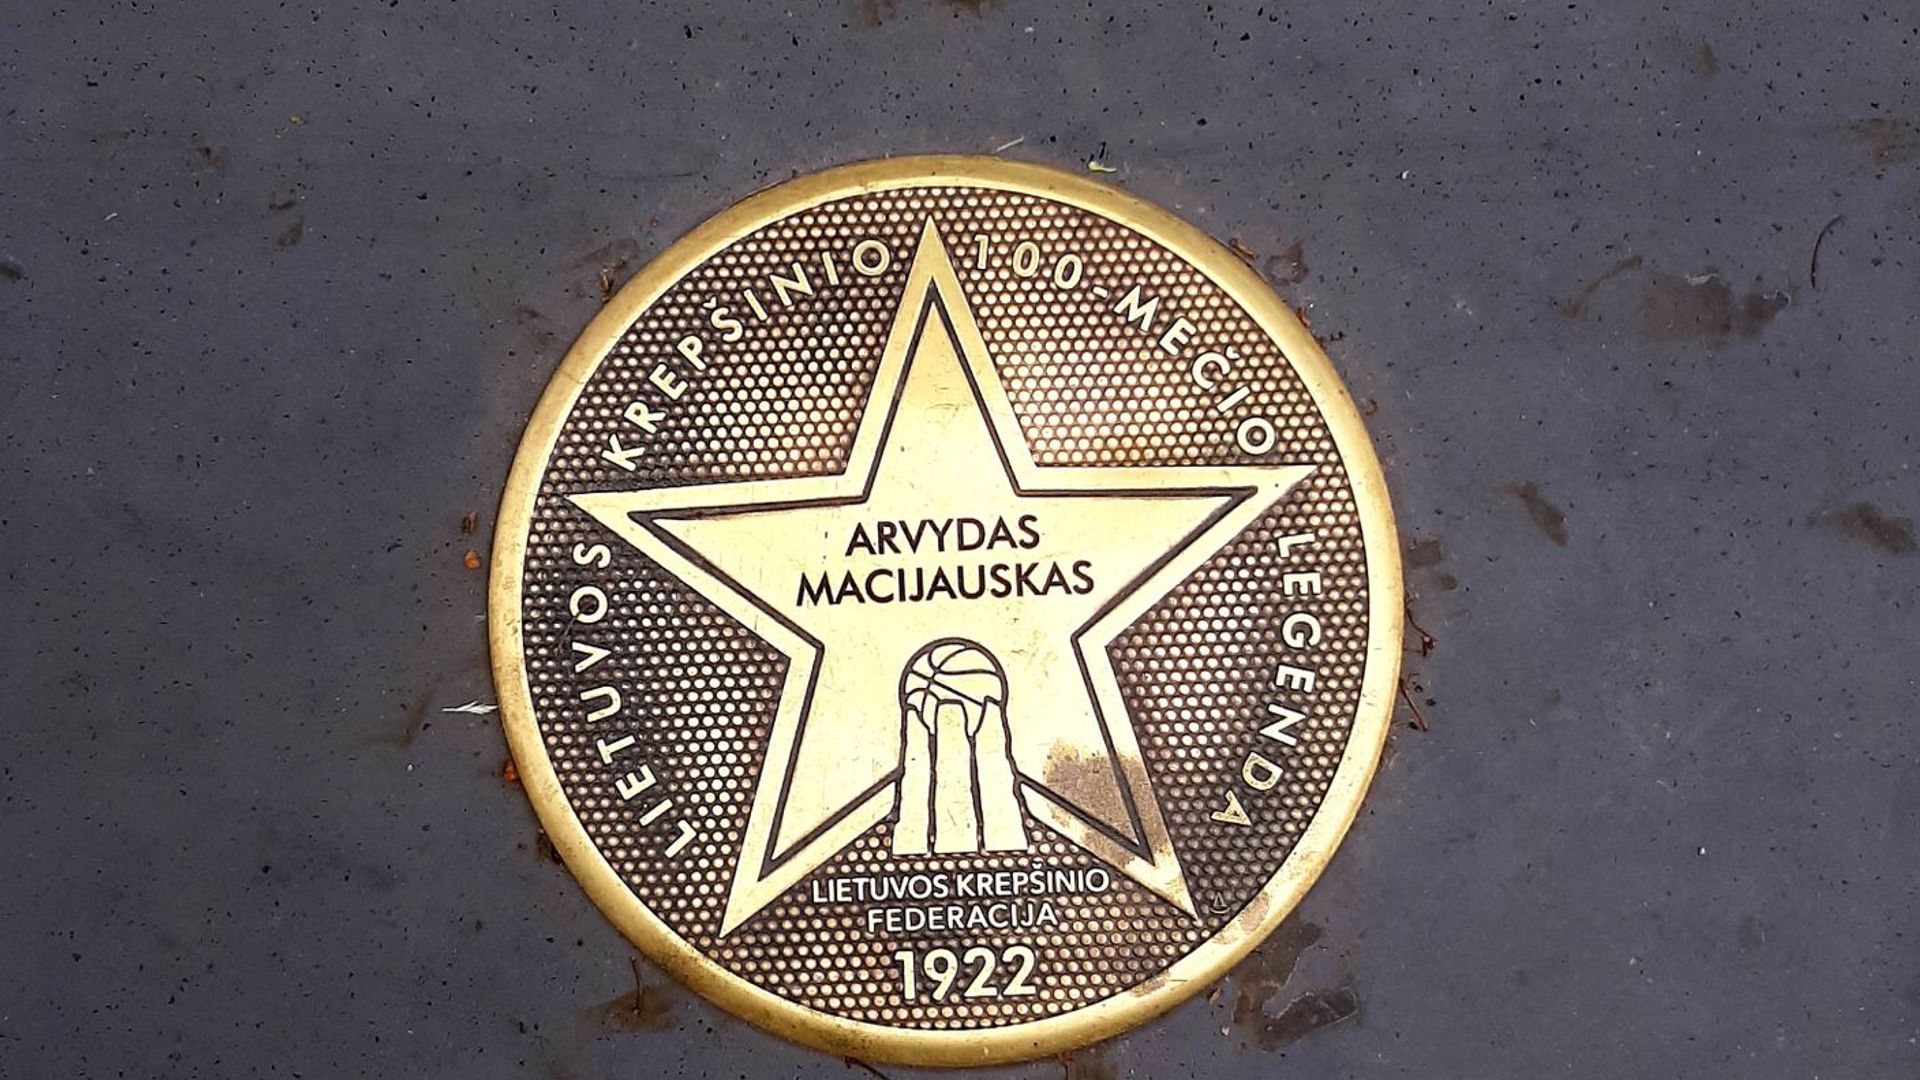 LIETUVOS KREPŠINIO 100-MEČIO LEGENDA
ARVYDAS
MACIJAUSKAS
LIETUVOS KREPŠINIO
FEDERACIJA
1922